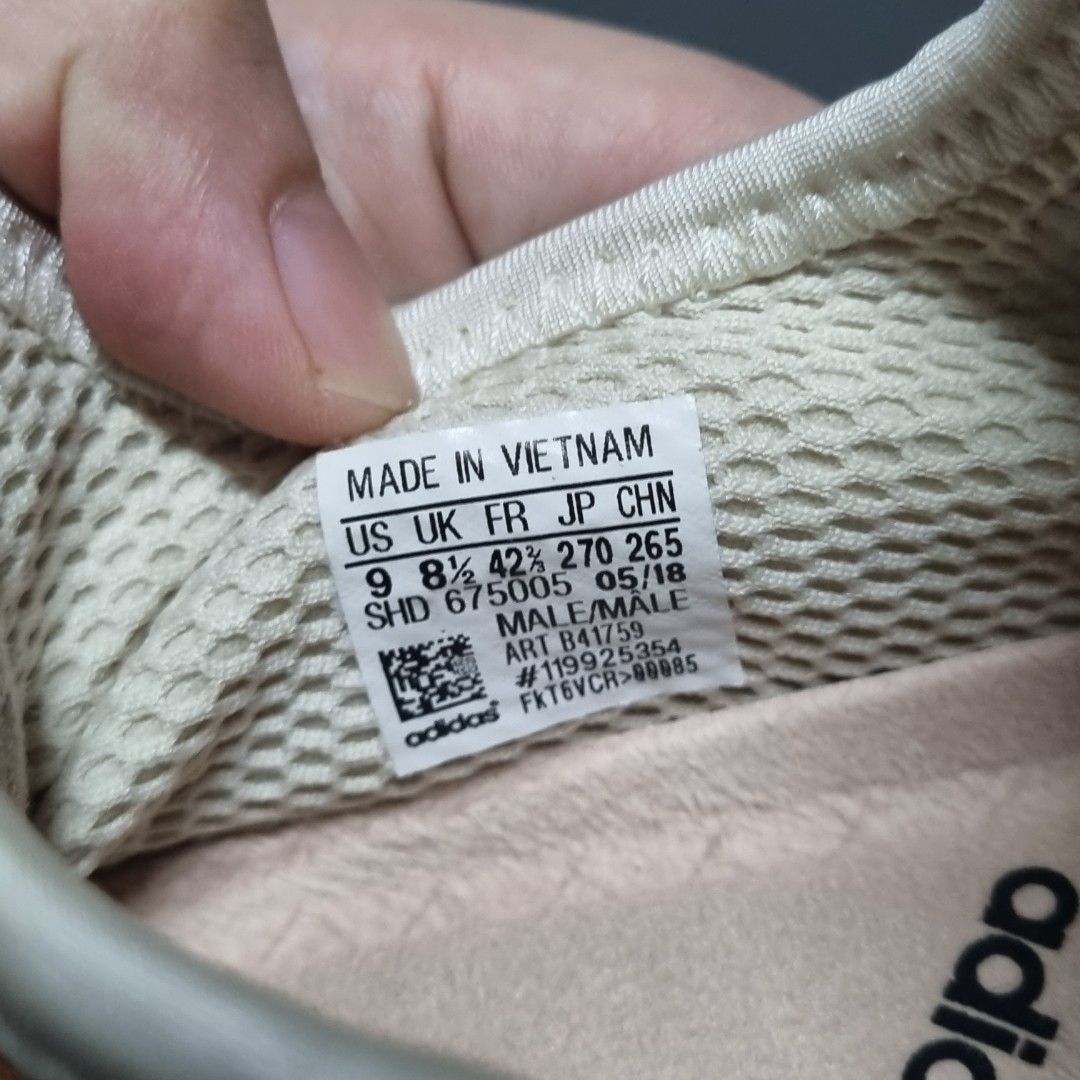 MADE IN VIETNAM
US UK FR JP CHN
9 8½ 42⅔ 270 265
SHD 675005 05/18
MALE/MÂLE
ART B41759
#119925354
FKT6VCR>00085
adidas
adidas